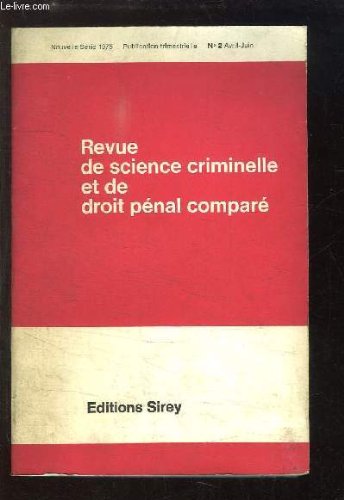 le-livre.com
Nouvelle Série 1975 Publication trimestrielle N° 2 Avril-Juin
Revue
de science criminelle
et de
droit pénal comparé
Editions Sirey